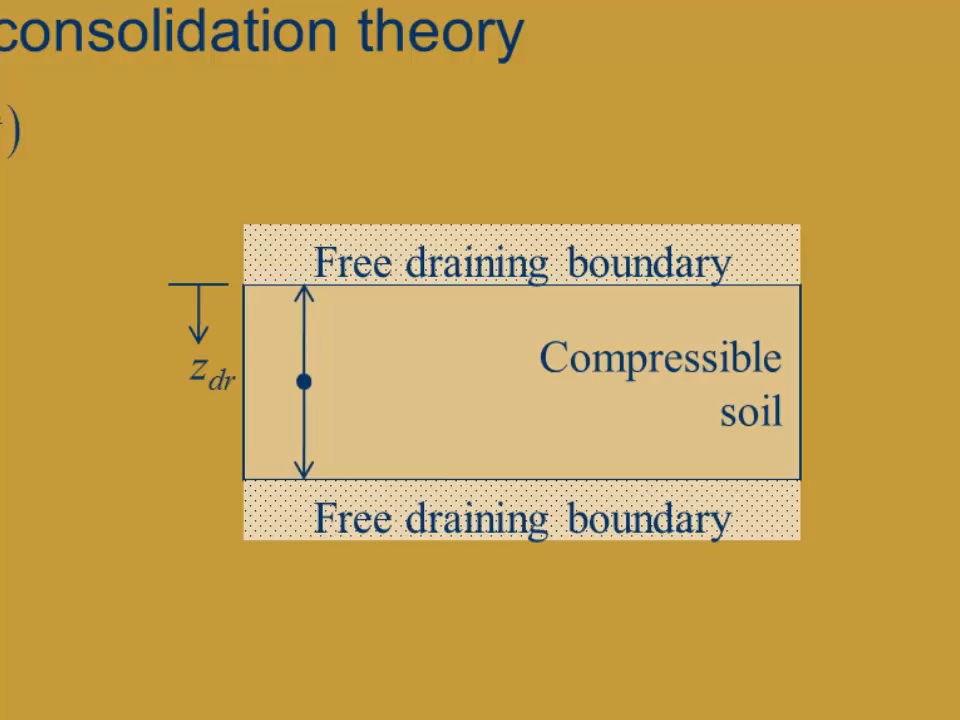 consolidation theory
)
Free draining boundary
z_dr
Compressible
soil
Free draining boundary